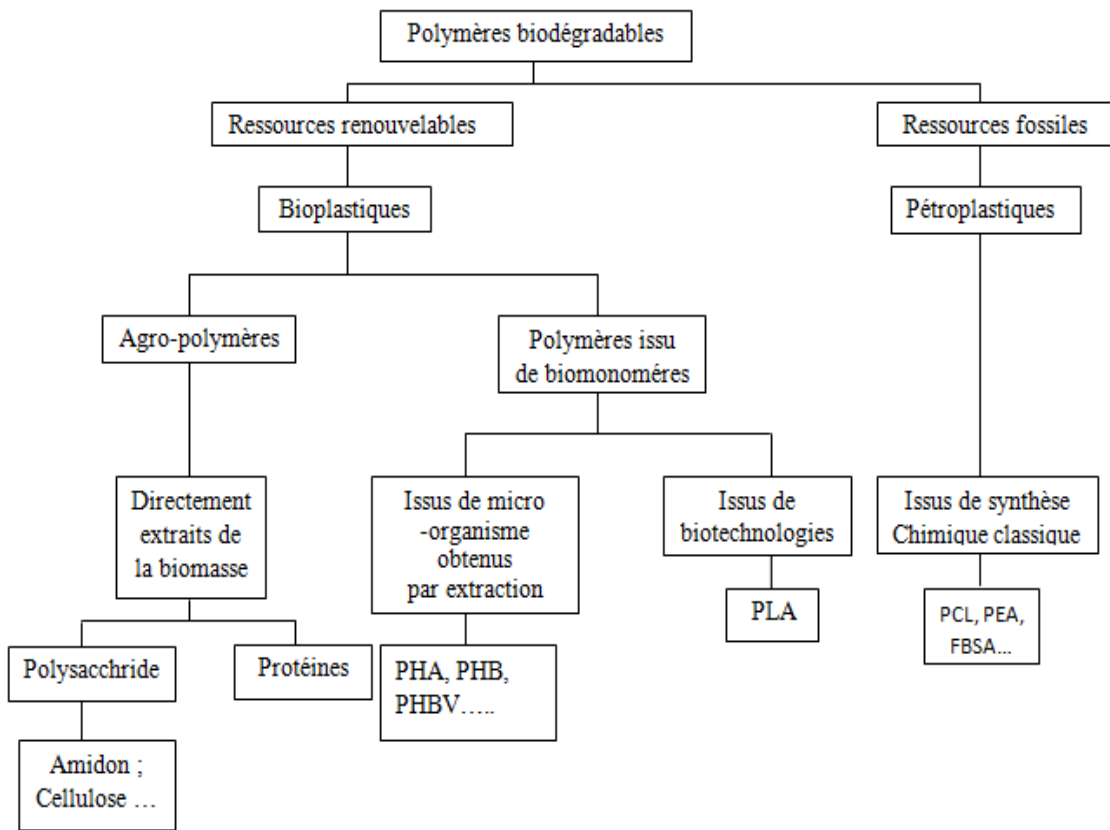 Polymères biodégradables
Ressources renouvelables
Ressources fossiles
Bioplastiques
Pétroplastiques
Agro-polymères
Polymères issu
de biomonoméres
Directement
extraits de
la biomasse
Issus de micro
-organisme
obtenus
par extraction
Issus de
biotechnologies
Issus de synthèse
Chimique classique
PLA
PCL, PEA,
FBSA...
Polysacchride
Protéines
PHA, PHB,
PHBV.....
Amidon ;
Cellulose ...